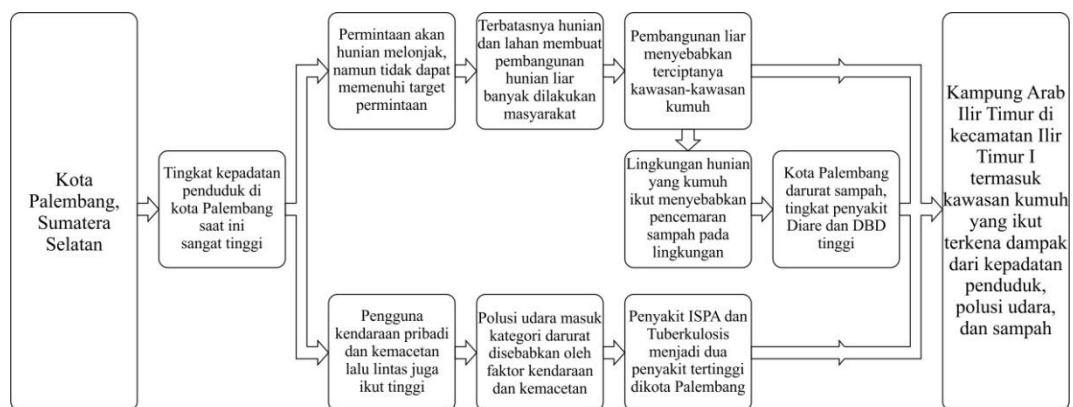 Kota
Palembang,
Sumatera
Selatan
Tingkat kepadatan
penduduk di
kota Palembang
saat ini
sangat tinggi
Permintaan akan
hunian melonjak,
namun tidak dapat
memenuhi target
permintaan
Terbatasnya hunian
dan lahan membuat
pembangunan
hunian liar
banyak dilakukan
masyarakat
Pembangunan liar
menyebabkan
terciptanya
kawasan-kawasan
kumuh
Lingkungan hunian
yang kumuh
ikut menyebabkan
pencemaran
sampah pada
lingkungan
Kota Palembang
darurat sampah,
tingkat penyakit
Diare dan DBD
tinggi
Pengguna
kendaraan pribadi
dan kemacetan
lalu lintas juga
ikut tinggi
Polusi udara masuk
kategori darurat
disebabkan oleh
faktor kendaraan
dan kemacetan
Penyakit ISPA dan
Tuberkulosis
menjadi dua
penyakit tertinggi
dikota Palembang
Kampung Arab
Ilir Timur di
kecamatan Ilir
Timur I
termasuk
kawasan kumuh
yang ikut
terkena dampak
dari kepadatan
penduduk,
polusi udara,
dan sampah